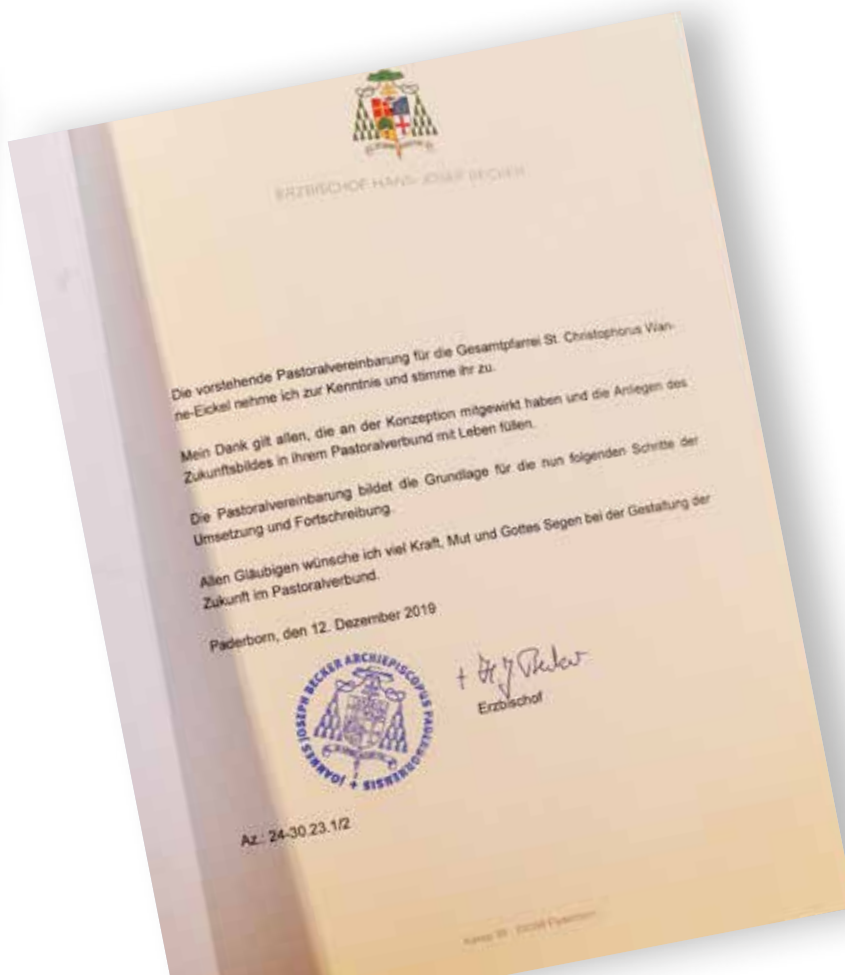 ERZBISCHOF HANS-JOSEF BECKER
Die vorstehende Pastoralvereinbarung für die Gesamtpfarrei St. Christophorus Wan-
ne-Eickel nehme ich zur Kenntnis und stimme ihr zu.
Mein Dank gilt allen, die an der Konzeption mitgewirkt haben und die Anliegen des
Zukunftsbildes in ihrem Pastoralverbund mit Leben füllen.
Die Pastoralvereinbarung bildet die Grundlage für die nun folgenden Schritte der
Umsetzung und Fortschreibung.
Allen Gläubigen wünsche ich viel Kraft, Mut und Gottes Segen bei der Gestaltung der
Zukunft im Pastoralverbund.
Paderborn, den 12. Dezember 2019
JOANNES JOSEPH BECKER ARCHIEPISCOPUS PADERBORNENSIS +
+ H J Becker
Erzbischof
Az.: 24-30.23.1/2
Paderborn